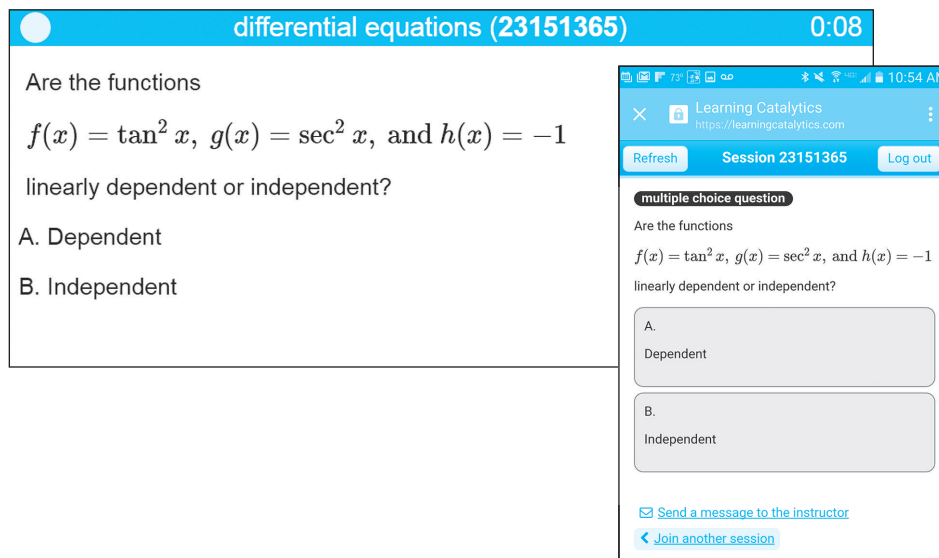 differential equations (23151365) 0:08
Are the functions
f(x) = tan² x, g(x) = sec² x, and h(x) = −1
linearly dependent or independent?
A. Dependent
B. Independent
73° 10:54 AM
Learning Catalytics
https://learningcatalytics.com
Refresh Session 23151365 Log out
multiple choice question
Are the functions
f(x) = tan² x, g(x) = sec² x, and h(x) = −1
linearly dependent or independent?
A.
Dependent
B.
Independent
Send a message to the instructor
Join another session